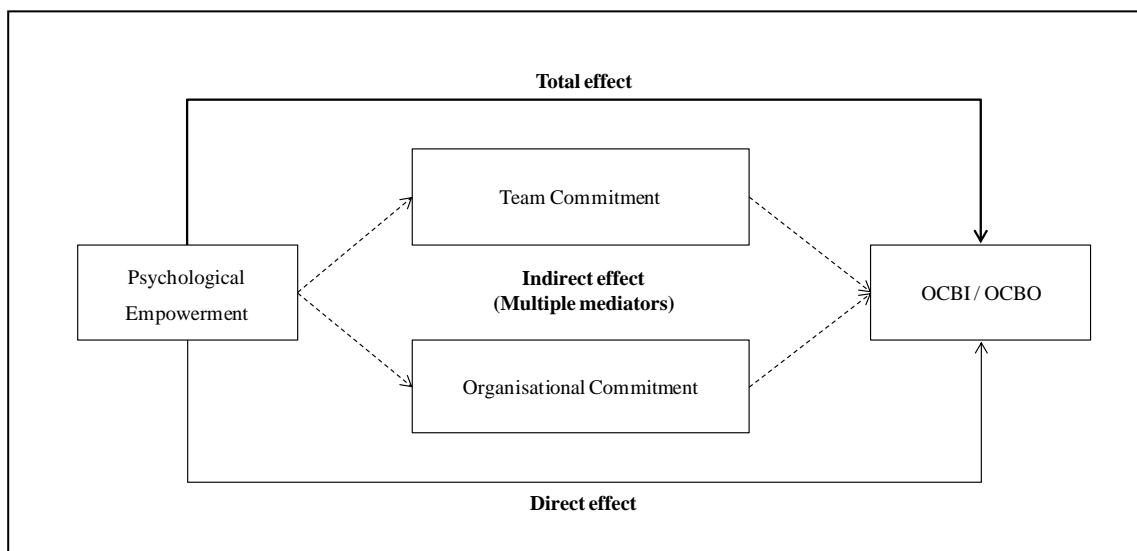 Total effect
Team Commitment
Psychological
Empowerment
Indirect effect
(Multiple mediators)
OCBI / OCBO
Organisational Commitment
Direct effect